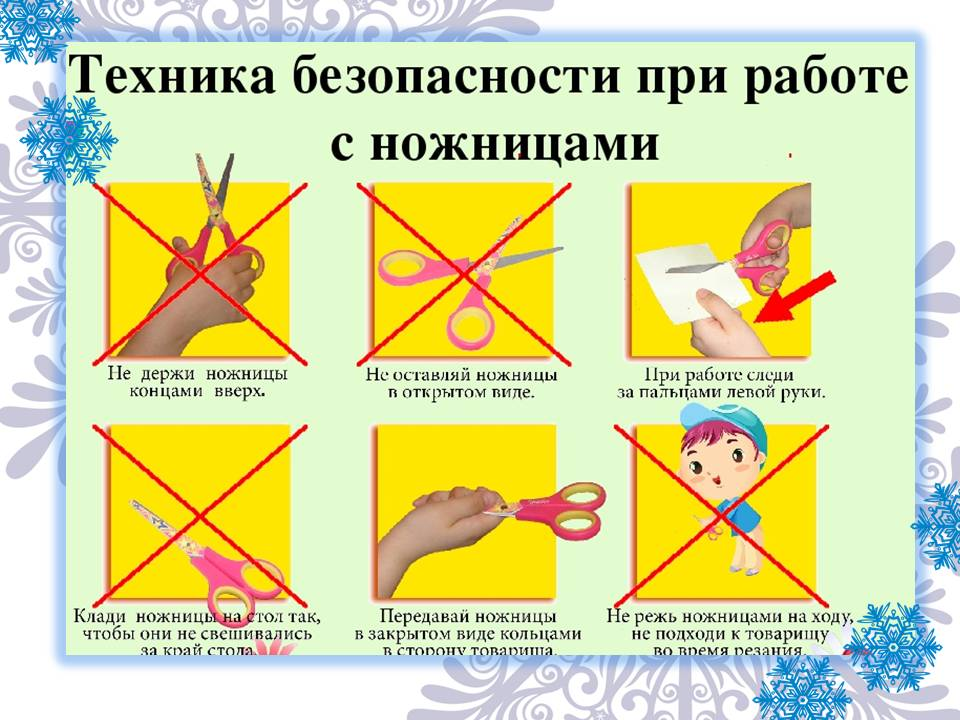 Техника безопасности при работе
с ножницами
Не держи ножницы
концами вверх.
Не оставляй ножницы
в открытом виде.
При работе следи
за пальцами левой руки.
Клади ножницы на стол так,
чтобы они не свешивались
за край стола.
Передавай ножницы
в закрытом виде кольцами
в сторону товарища.
Не режь ножницами на ходу,
не подходи к товарищу
во время резания.